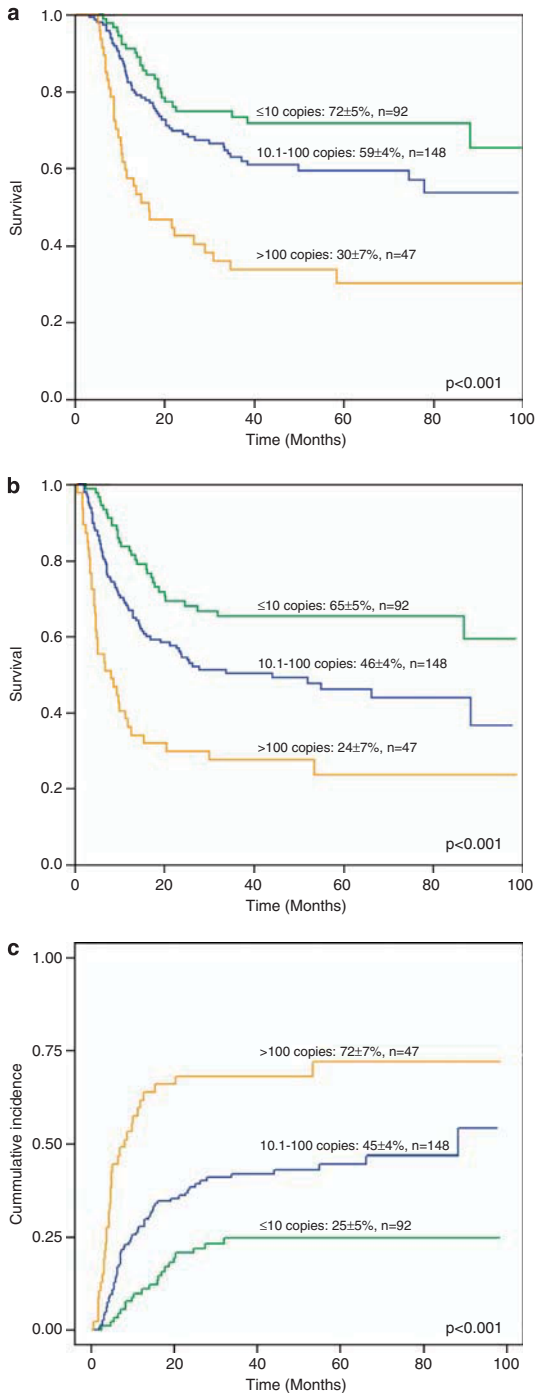 a
1.0
0.8
0.6
0.4
0.2
0.0
Survival
≤10 copies: 72±5%, n=92
10.1-100 copies: 59±4%, n=148
>100 copies: 30±7%, n=47
p<0.001
0 20 40 60 80 100
Time (Months)
b
1.0
0.8
0.6
0.4
0.2
0.0
Survival
≤10 copies: 65±5%, n=92
10.1-100 copies: 46±4%, n=148
>100 copies: 24±7%, n=47
p<0.001
0 20 40 60 80 100
Time (Months)
c
1.00
0.75
0.50
0.25
0.00
Cummulative incidence
>100 copies: 72±7%, n=47
10.1-100 copies: 45±4%, n=148
≤10 copies: 25±5%, n=92
p<0.001
0 20 40 60 80 100
Time (Months)